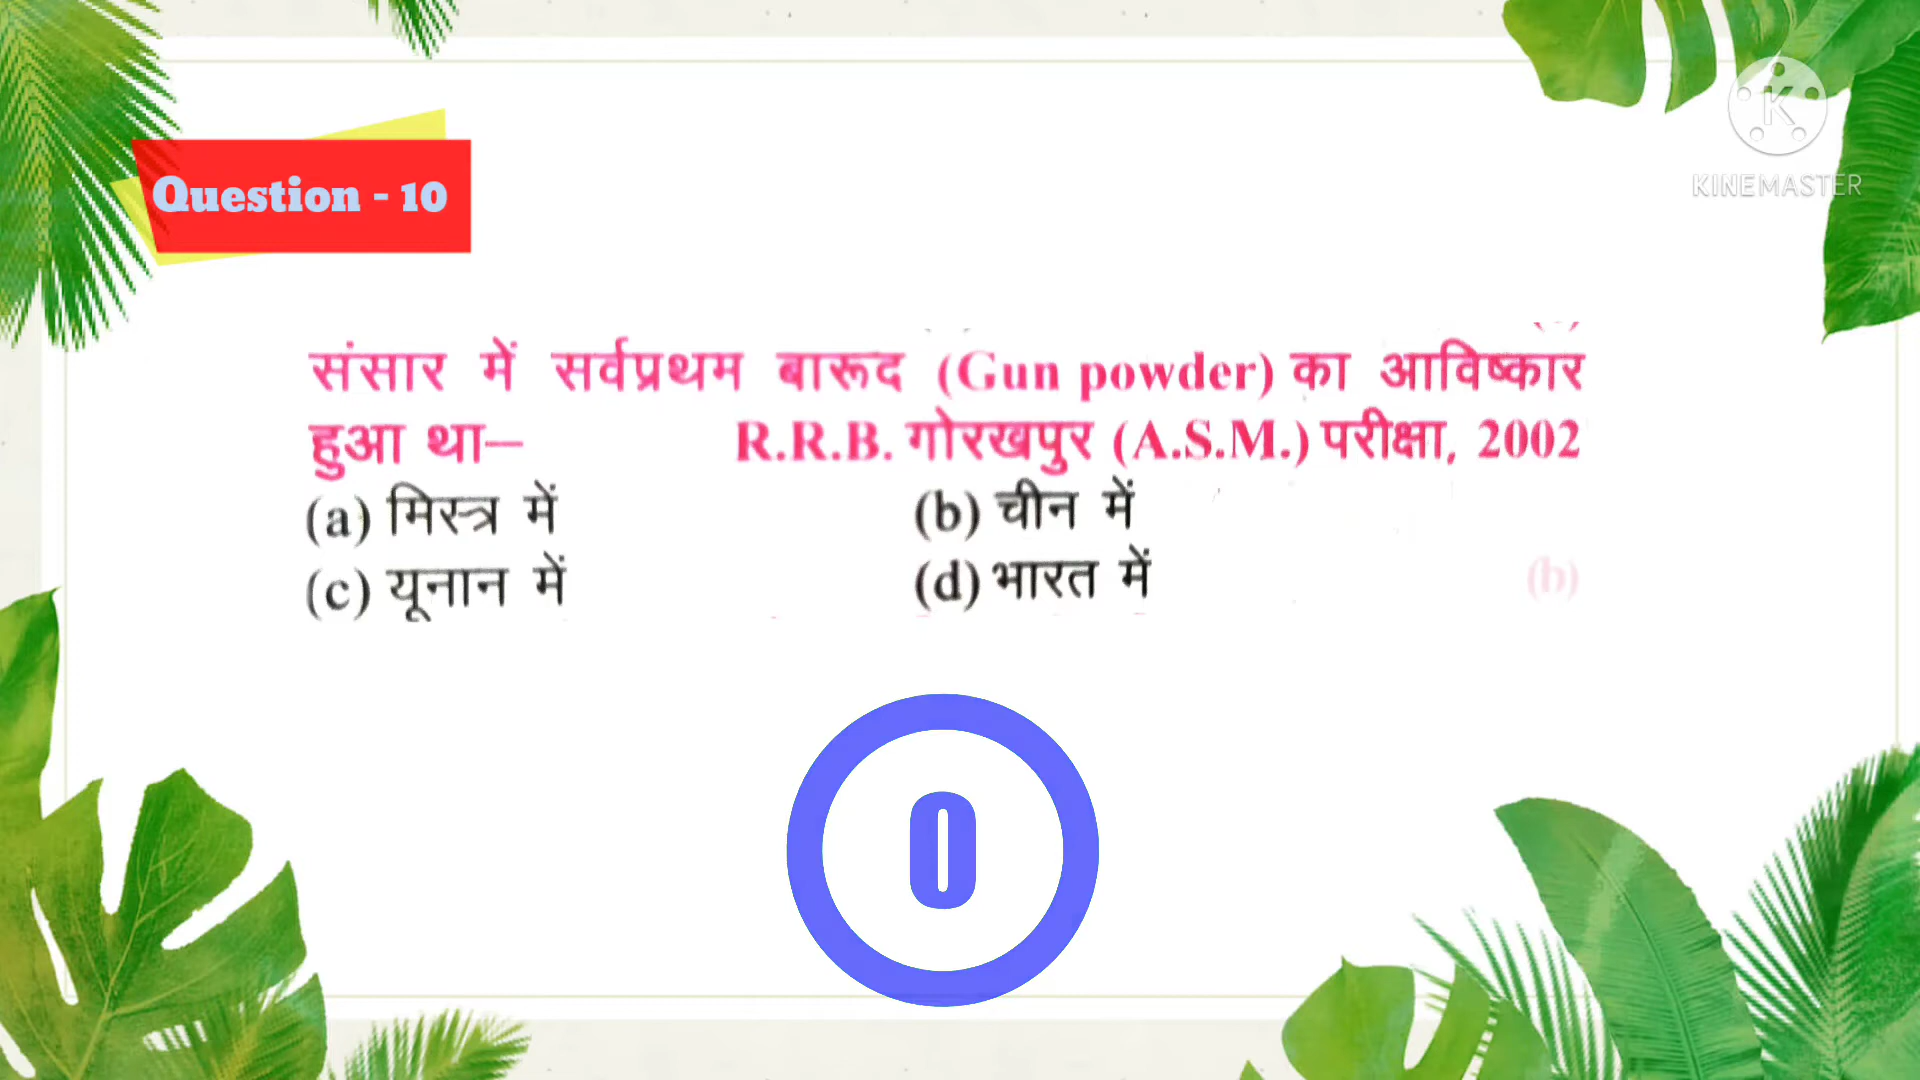 Question - 10
KINEMASTER
संसार में सर्वप्रथम बारूद (Gun powder) का आविष्कार
हुआ था– R.R.B. गोरखपुर (A.S.M.) परीक्षा, 2002
(a) मिस्त्र में (b) चीन में
(c) यूनान में (d) भारत में (b)
0